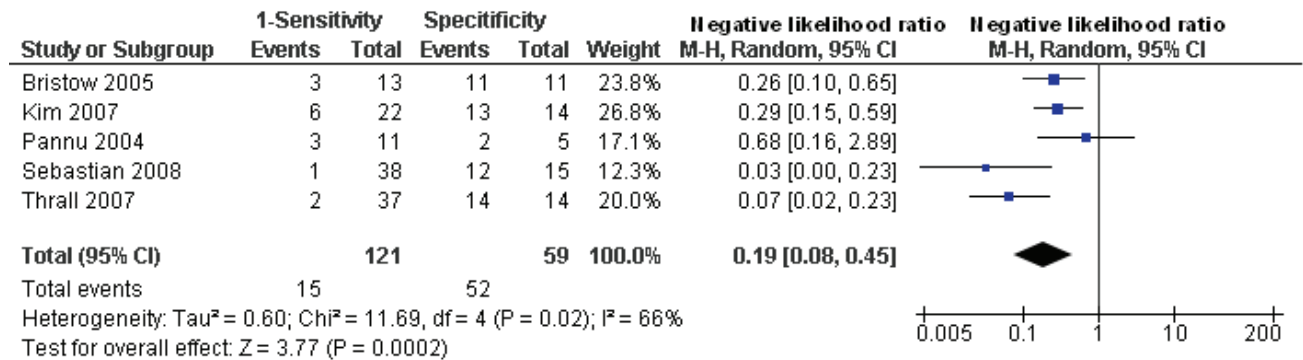 1-Sensitivity Specitificity Negative likelihood ratio Negative likelihood ratio
Study or Subgroup Events Total Events Total Weight M-H, Random, 95% CI M-H, Random, 95% CI
Bristow 2005 3 13 11 11 23.8% 0.26 [0.10, 0.65]
Kim 2007 6 22 13 14 26.8% 0.29 [0.15, 0.59]
Pannu 2004 3 11 2 5 17.1% 0.68 [0.16, 2.89]
Sebastian 2008 1 38 12 15 12.3% 0.03 [0.00, 0.23]
Thrall 2007 2 37 14 14 20.0% 0.07 [0.02, 0.23]
Total (95% CI) 121 59 100.0% 0.19 [0.08, 0.45]
Total events 15 52
Heterogeneity: Tau² = 0.60; Chi² = 11.69, df = 4 (P = 0.02); I² = 66%
Test for overall effect: Z = 3.77 (P = 0.0002)
0.005 0.1 1 10 200